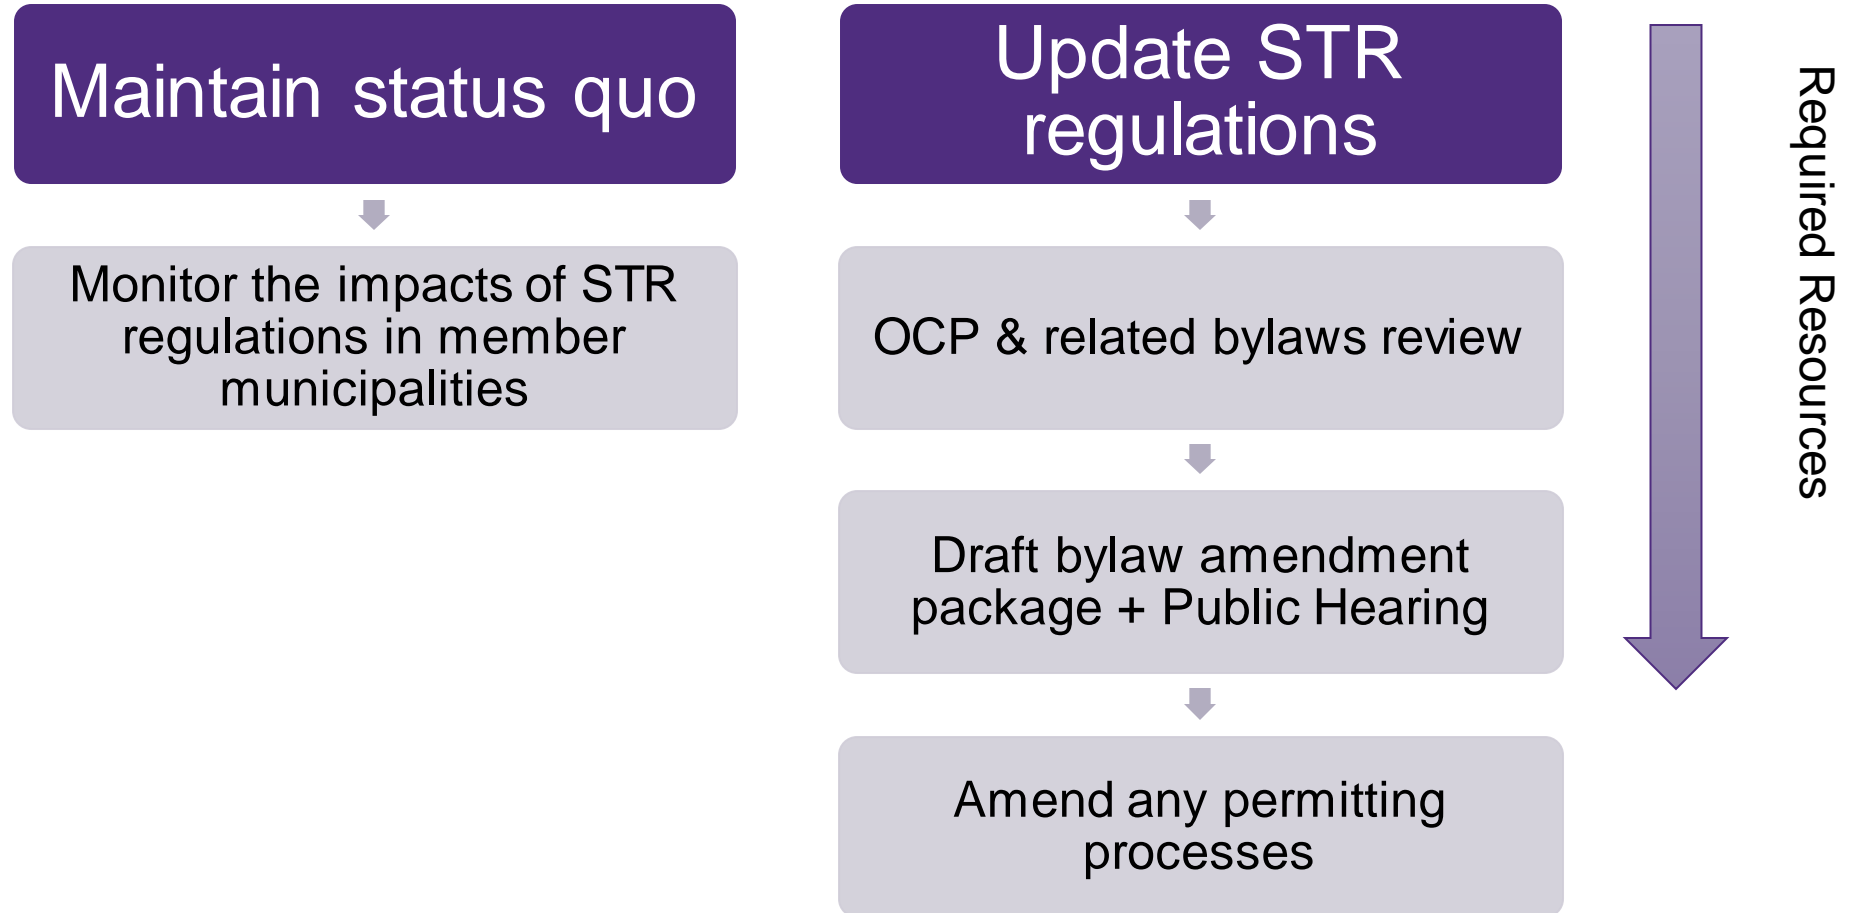 Maintain status quo
Monitor the impacts of STR
regulations in member
municipalities
Update STR
regulations
OCP & related bylaws review
Draft bylaw amendment
package + Public Hearing
Amend any permitting
processes
Required Resources